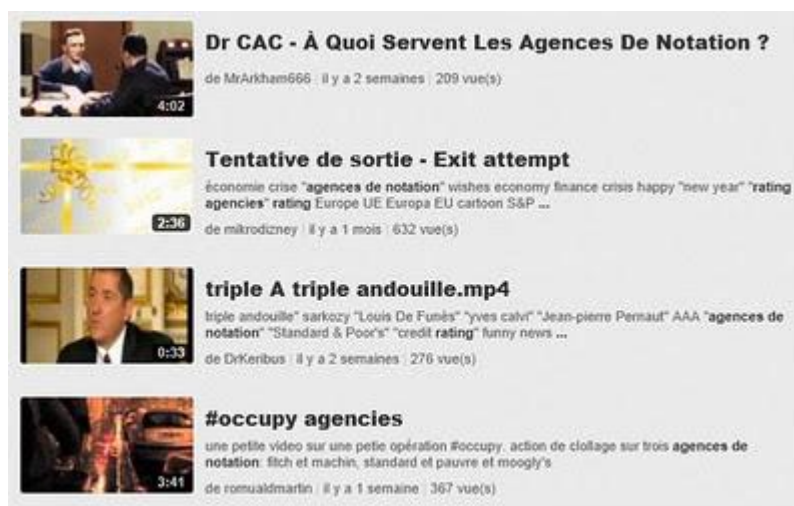 Dr CAC - À Quoi Servent Les Agences De Notation ?
de MrArkham666 | il y a 2 semaines | 209 vue(s)
4:02
Tentative de sortie - Exit attempt
économie crise "agences de notation" wishes economy finance crisis happy "new year" "rating
agencies" rating Europe UE Europa EU cartoon S&P ...
2:36
de mikrodizney | il y a 1 mois | 632 vue(s)
triple A triple andouille.mp4
triple andouille" sarkozy "Louis De Funès" "yves calvi" "Jean-pierre Pernaut" AAA "agences de
notation" "Standard & Poor's" "credit rating" funny news ...
0:33
de DrKeribus | il y a 2 semaines | 276 vue(s)
#occupy agencies
une petite video sur une petie opération #occupy. action de clollage sur trois agences de
notation: fitch et machin, standard et pauvre et moogly's
3:41
de romualdmartin | il y a 1 semaine | 367 vue(s)